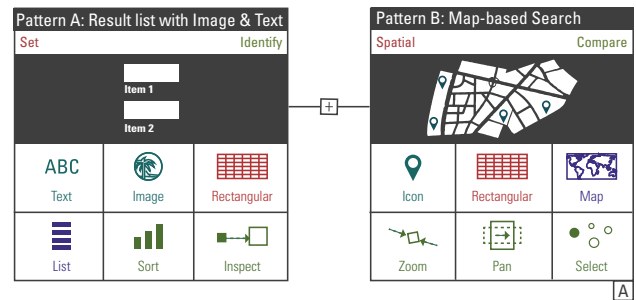 Pattern A: Result list with Image & Text
Set Identify
Item 1
Item 2
ABC
Text Image Rectangular
List Sort Inspect
+
Pattern B: Map-based Search
Spatial Compare
Icon Rectangular Map
Zoom Pan Select
A